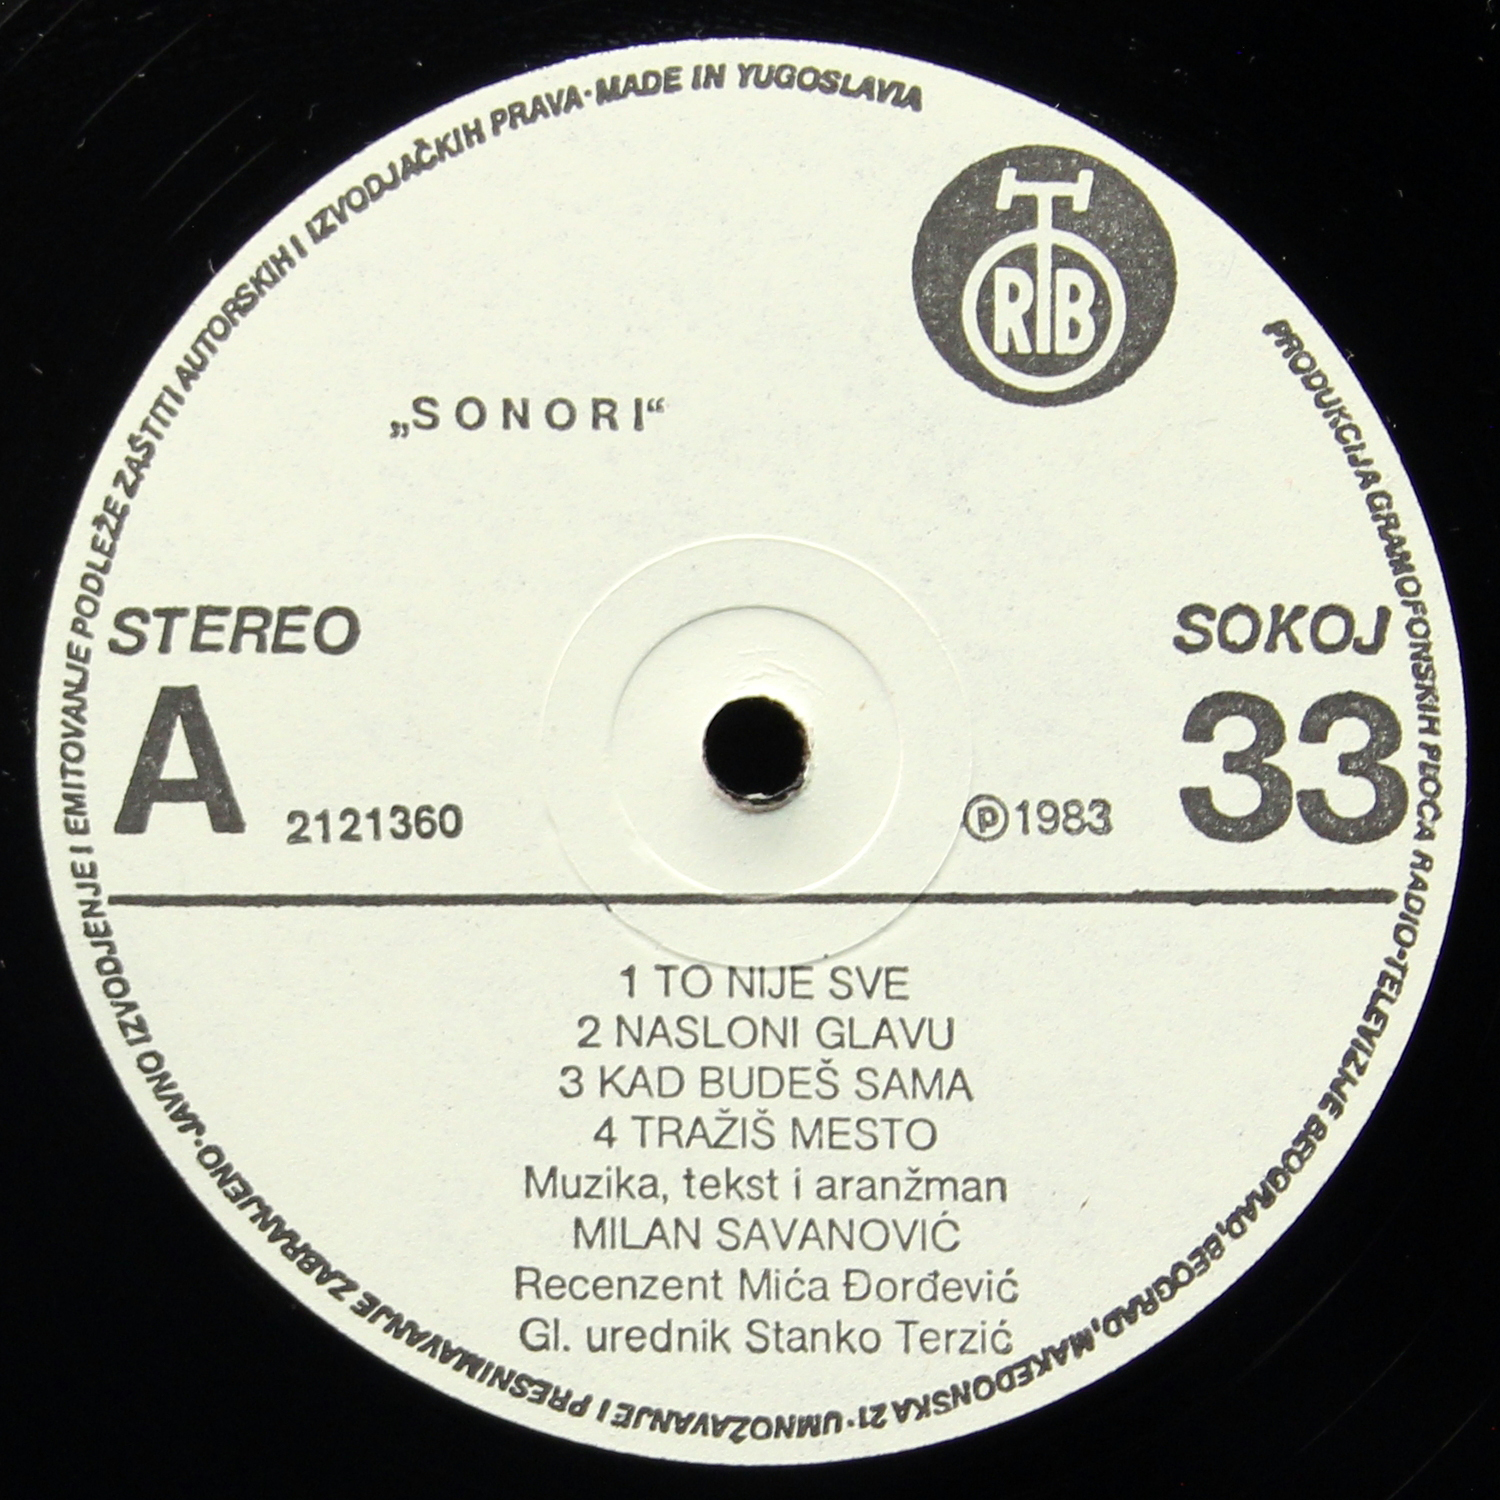 PRODUKCIJA GRAMOFONSKIH PLOČA RADIO-TELEVIZIJE BEOGRAD, BEOGRAD, MAKEDONSKA 21 · UMNOŽAVANJE I PRESNIMAVANJE ZABRANJENO · JAVNO IZVODJENJE I EMITOVANJE PODLEŽE ZAŠTITI AUTORSKIH I IZVODJAČKIH PRAVA · MADE IN YUGOSLAVIA
RTB
„SONORI“
STEREO
SOKOJ
A
2121360
℗ 1983
33
1 TO NIJE SVE
2 NASLONI GLAVU
3 KAD BUDEŠ SAMA
4 TRAŽIŠ MESTO
Muzika, tekst i aranžman
MILAN SAVANOVIĆ
Recenzent Mića Đorđević
Gl. urednik Stanko Terzić